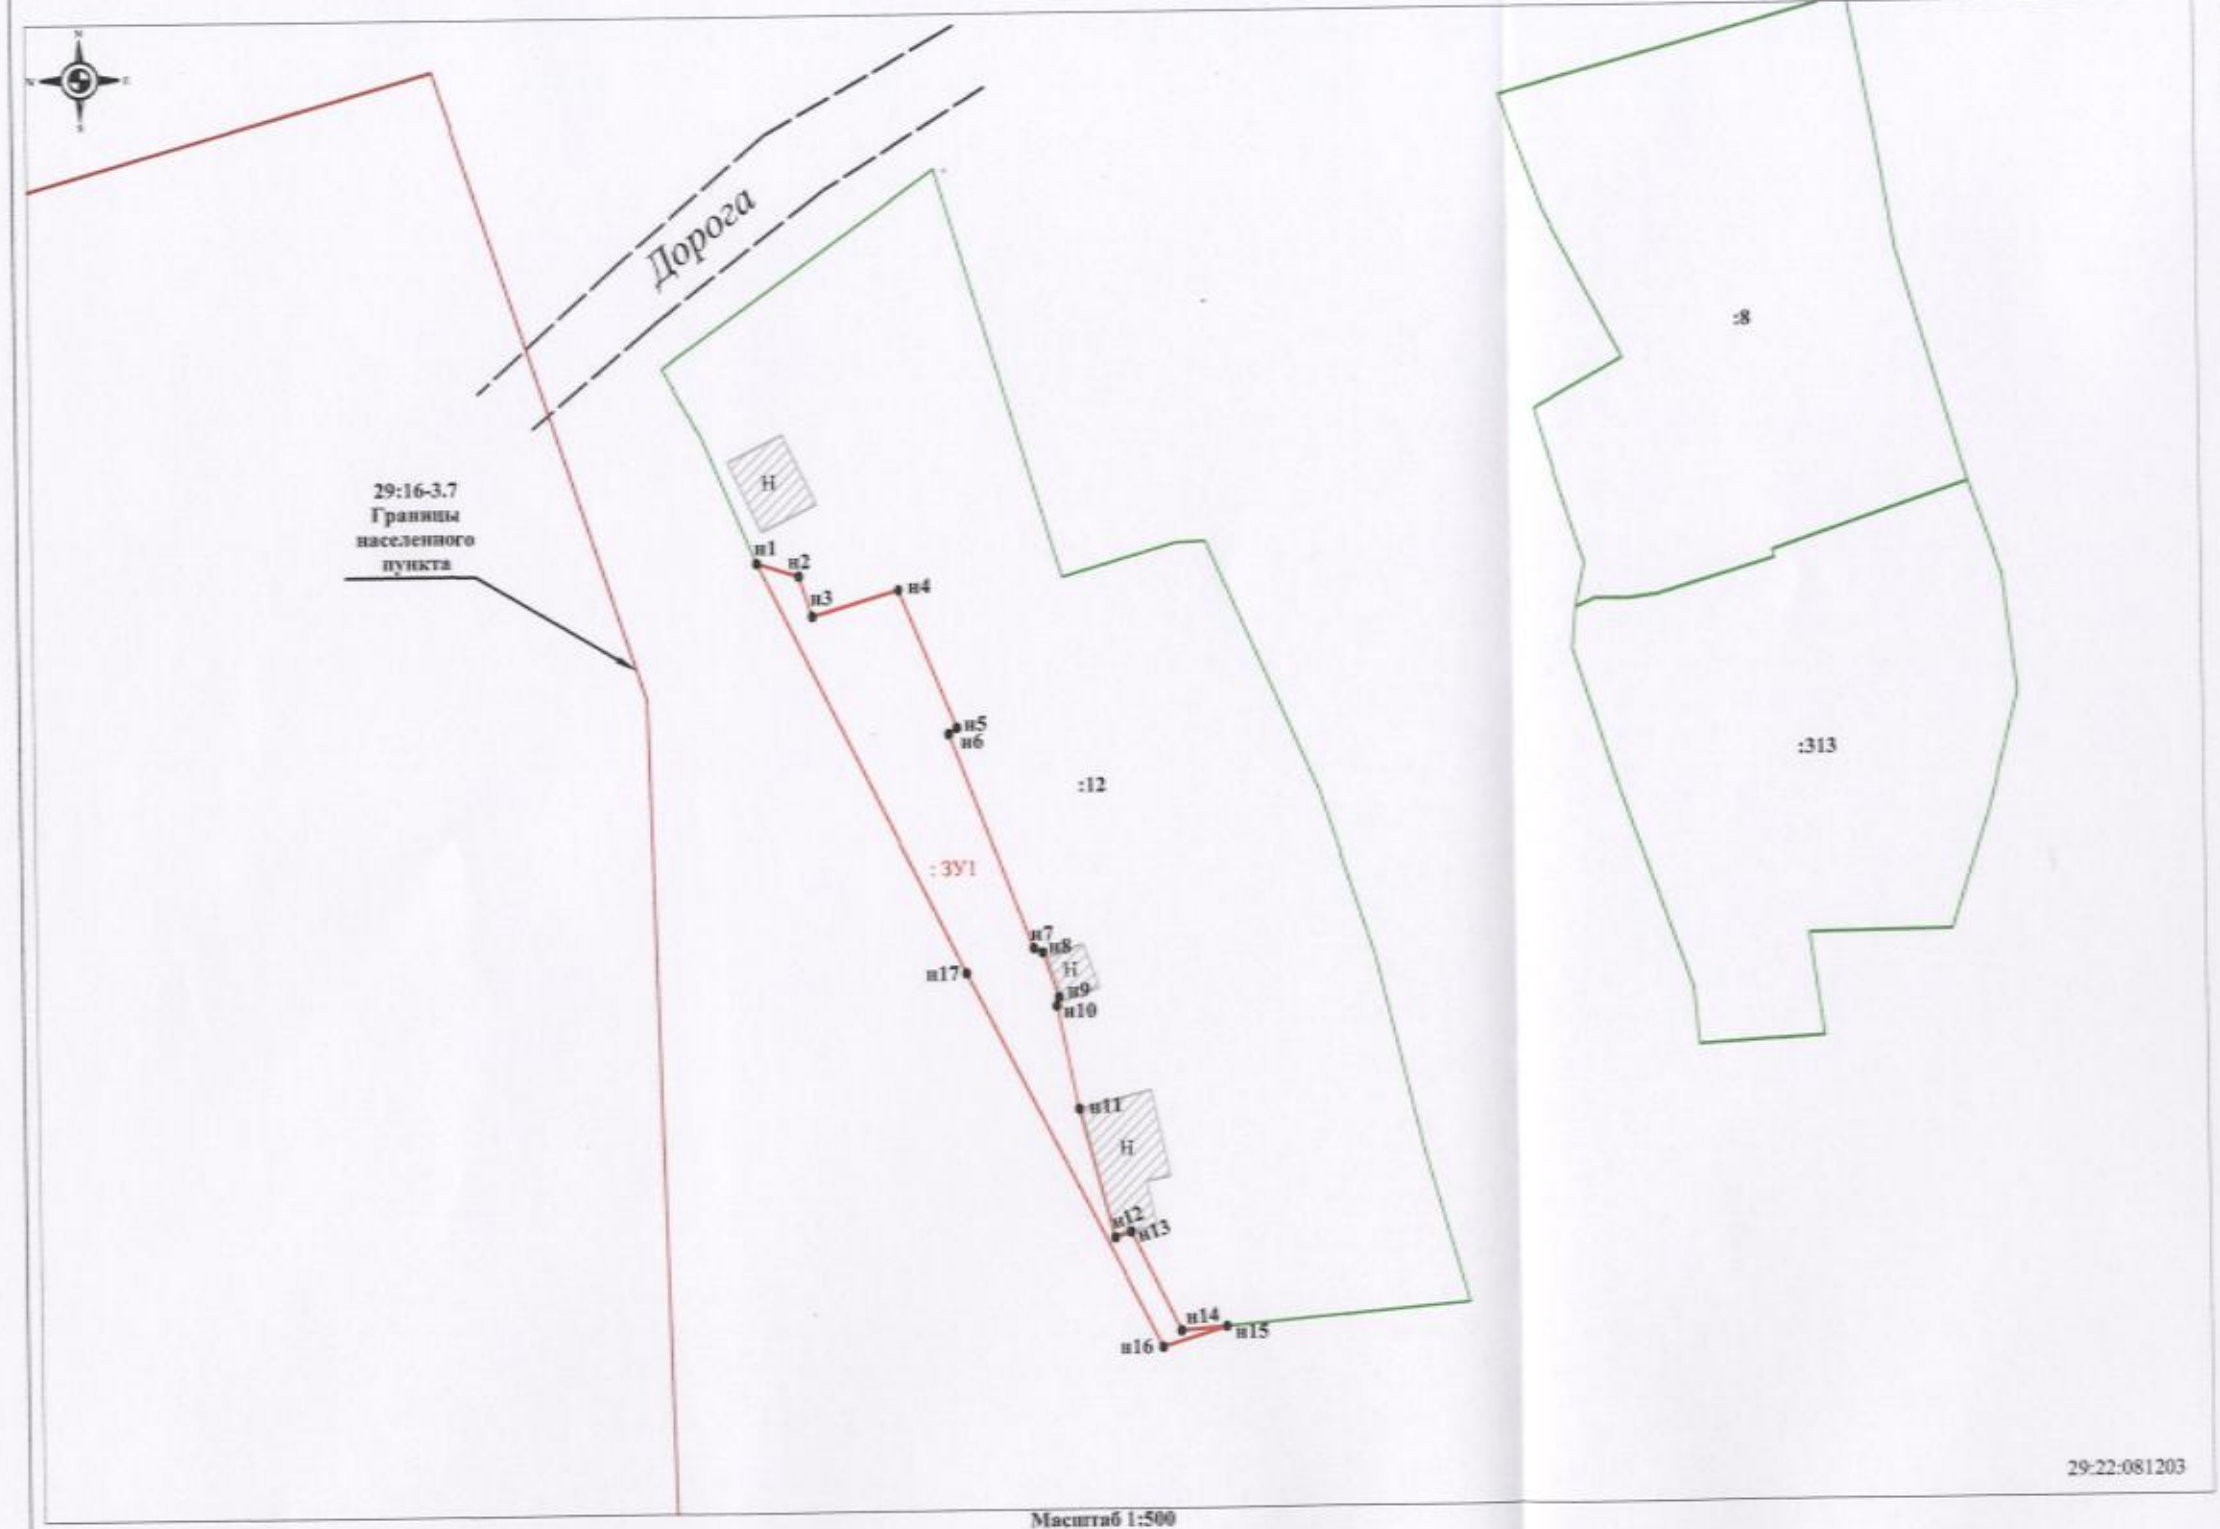 N
N
E
S
Дорога
29:16-3.7
Границы
населенного
пункта
:8
Н
н1
н2
н3
н4
н5
н6
:12
:313
: ЗУ1
н7
н8
Н
н17
н9
н10
н11
Н
н12
н13
н14
н15
н16
29:22:081203
Масштаб 1:500